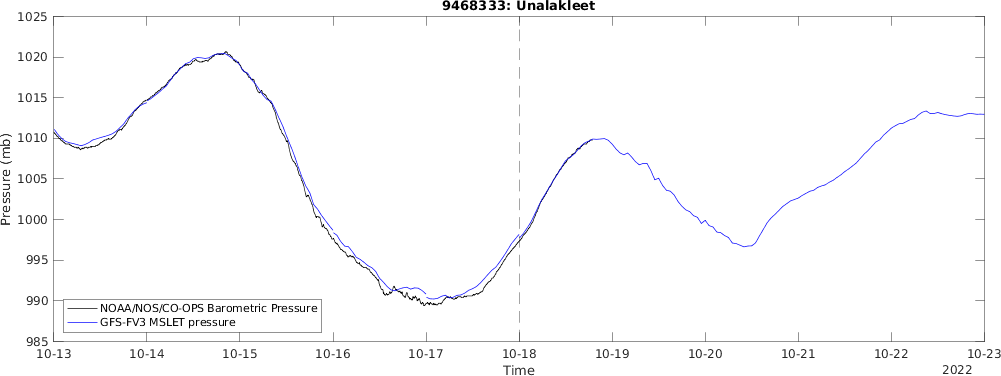 9468333: Unalakleet
1025
1020
1015
1010
1005
1000
995
990
985
Pressure (mb)
NOAA/NOS/CO-OPS Barometric Pressure
GFS-FV3 MSLET pressure
10-13 10-14 10-15 10-16 10-17 10-18 10-19 10-20 10-21 10-22 10-23
Time
2022